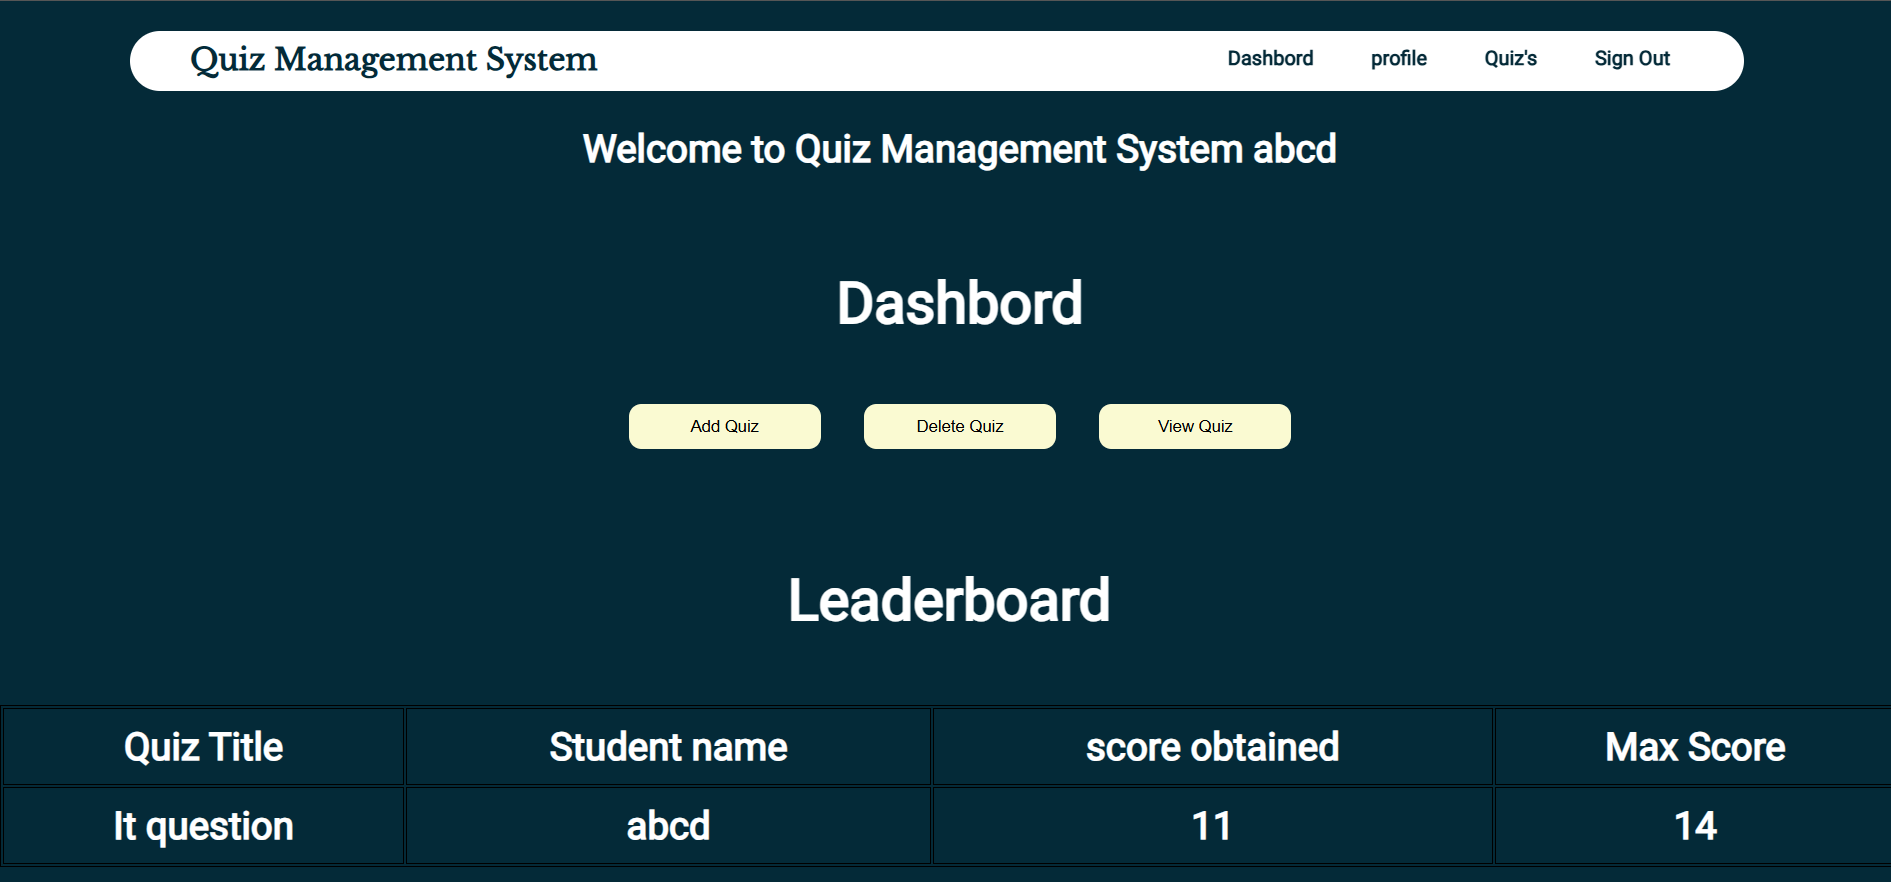 Quiz Management System Dashbord profile Quiz's Sign Out
Welcome to Quiz Management System abcd
Dashbord
Add Quiz Delete Quiz View Quiz
Leaderboard
Quiz Title Student name score obtained Max Score
It question abcd 11 14